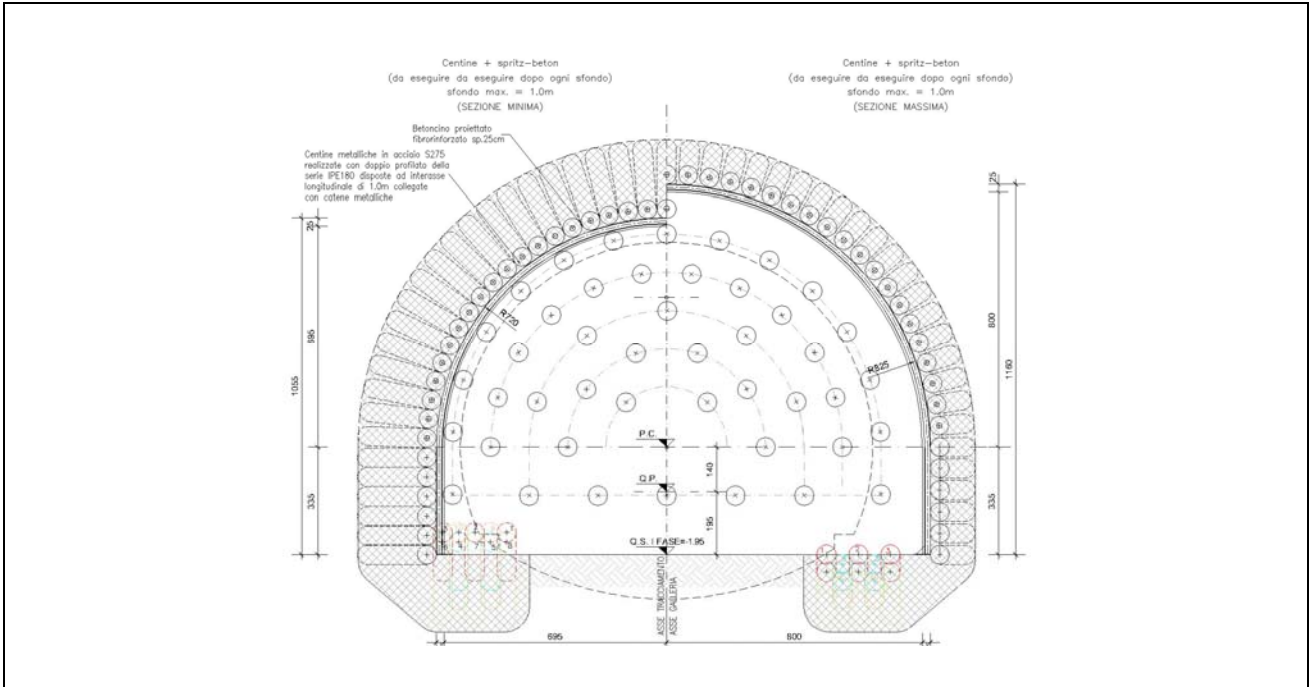 Centine + spritz-beton
(da eseguire da eseguire dopo ogni sfondo)
sfondo max. = 1.0m
(SEZIONE MINIMA)
Centine + spritz-beton
(da eseguire da eseguire dopo ogni sfondo)
sfondo max. = 1.0m
(SEZIONE MASSIMA)
Betoncino proiettato
fibrorinforzato sp.25cm
Centine metalliche in acciaio S275
realizzate con doppio profilato della
serie IPE180 disposte ad interasse
longitudinale di 1.0m collegate
con catene metalliche
25
25
R720
695
1055
800
1160
R825
P.C.
140
Q.P.
335
195
335
Q.S. I FASE=-1.95
ASSE TRACCIAMENTO
ASSE GALLERIA
695
800